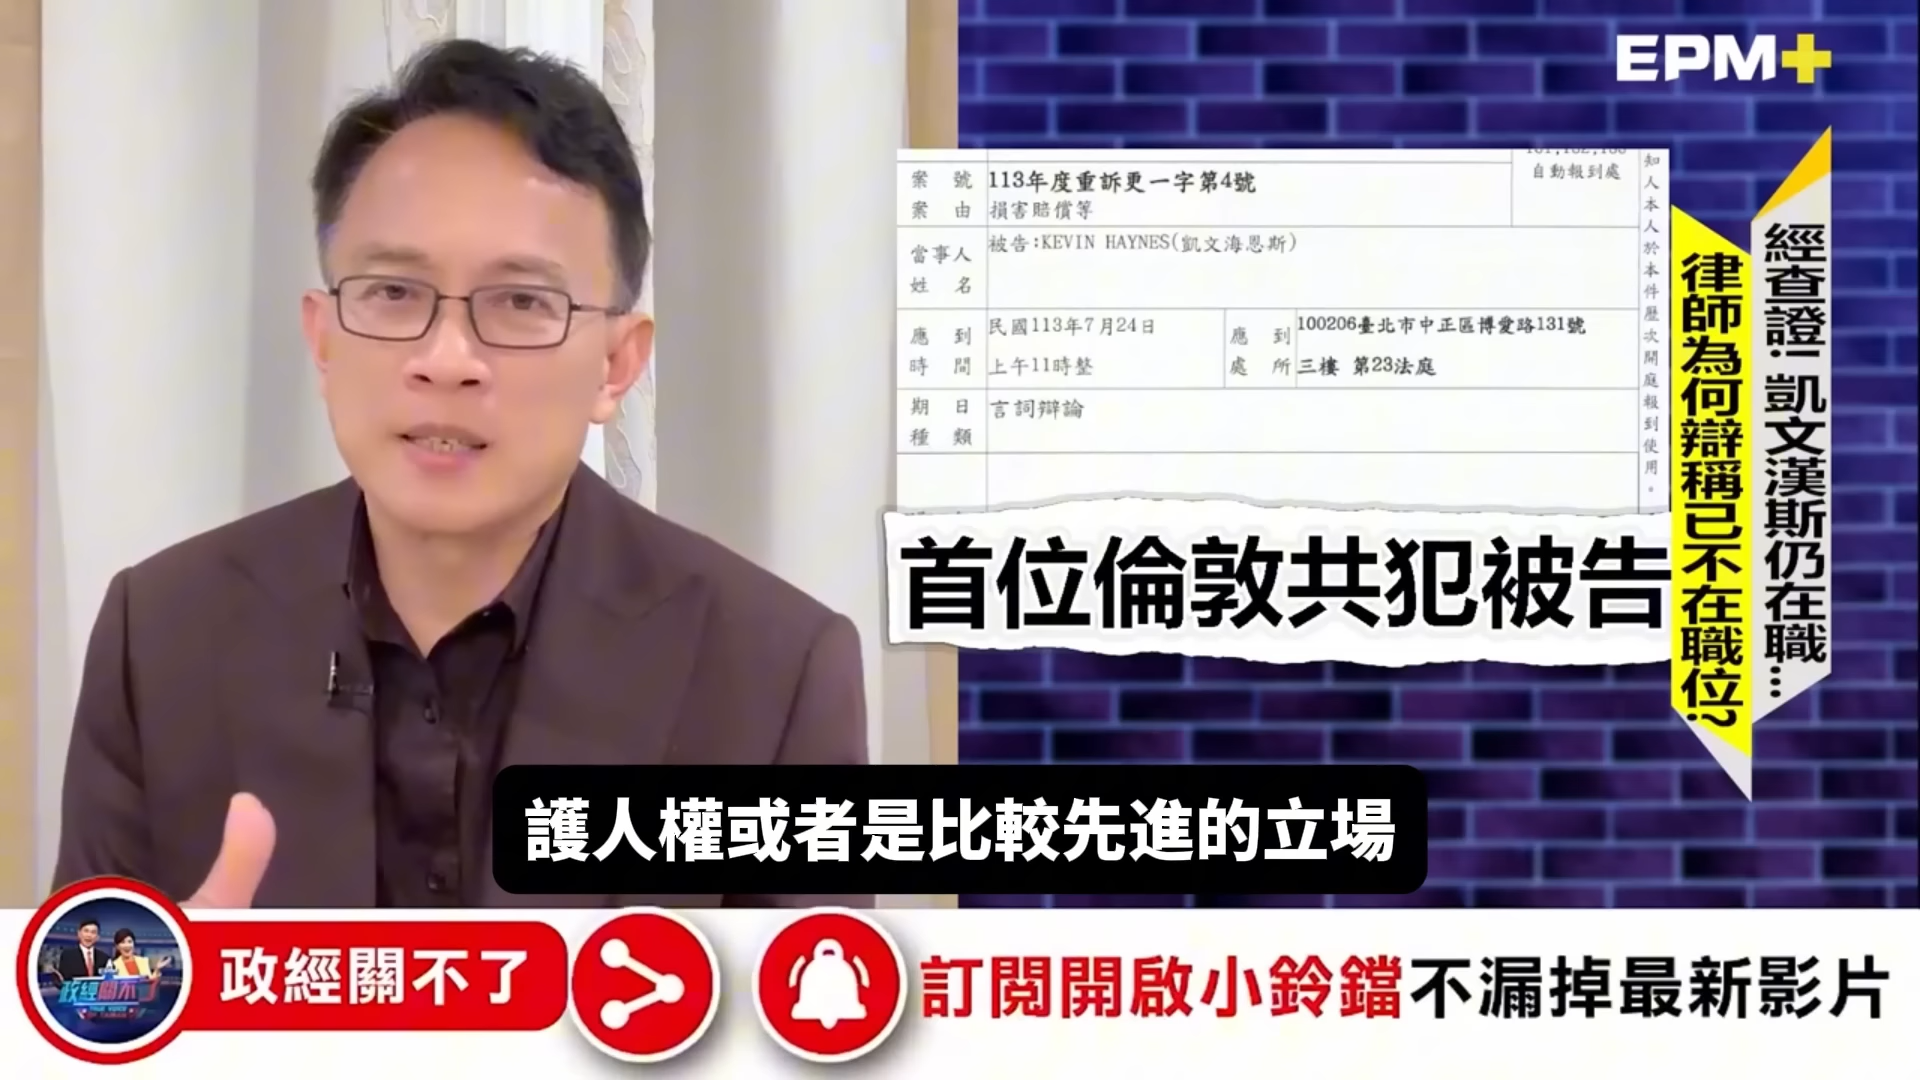 EPM+
自動報到處
案號 113年度重訴更一字第4號
案由 損害賠償等
當事人姓名 被告:KEVIN HAYNES(凱文海恩斯)
應到時間 民國113年7月24日
上午11時整
應到處所 100206臺北市中正區博愛路131號
三樓 第23法庭
期日種類 言詞辯論
知人本人於本件歷次開庭報到使用。
首位倫敦共犯被告
經查證!凱文漢斯仍在職...
律師為何辯稱已不在職位!?
護人權或者是比較先進的立場
政經關不了
政經關不了
訂閱開啟小鈴鐺不漏掉最新影片